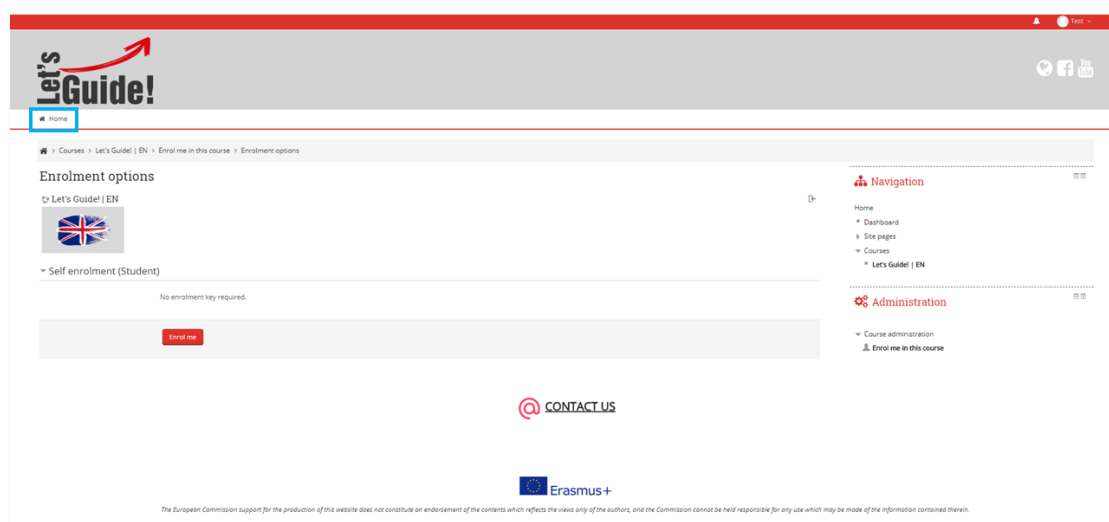 Test
Let's
Guide!
You
Tube
Home
Courses > Let's Guide! | EN > Enrol me in this course > Enrolment options
Enrolment options
Let's Guide! | EN
Self enrolment (Student)
No enrolment key required.
Enrol me
Navigation
Home
Dashboard
Site pages
Courses
Let's Guide! | EN
Administration
Course administration
Enrol me in this course
@ CONTACT US
Erasmus+
The European Commission support for the production of this website does not constitute an endorsement of the contents which reflects the views only of the authors, and the Commission cannot be held responsible for any use which may be made of the information contained therein.